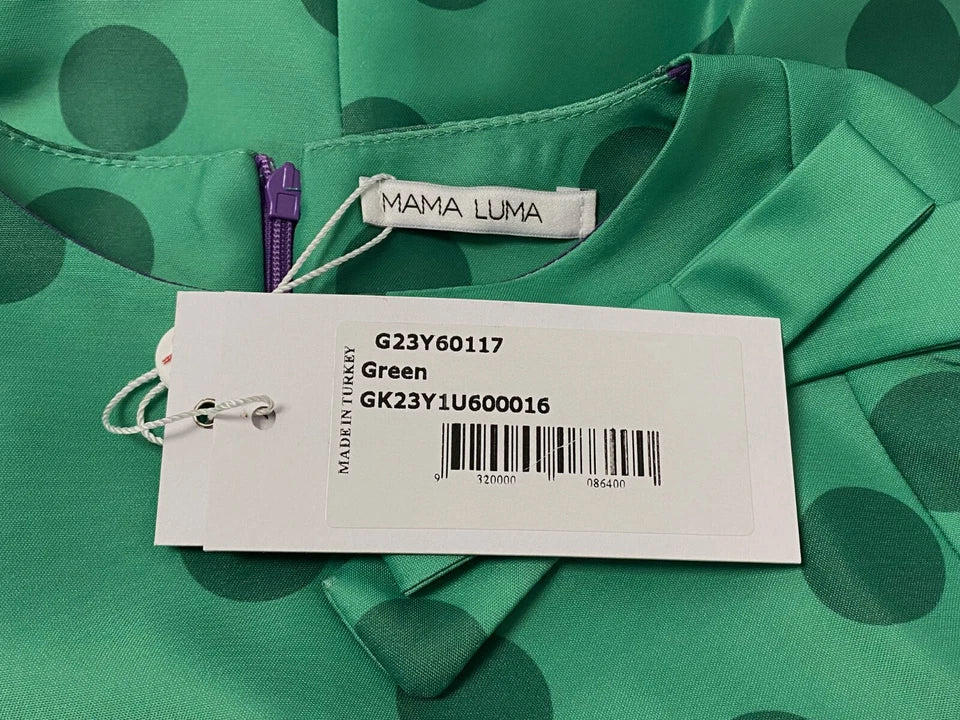 MAMA LUMA
G23Y60117
Green
GK23Y1U600016
MADE IN TURKEY
9 320000 086400